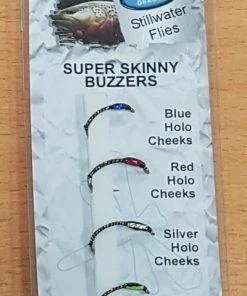 Stillwater
Flies
SUPER SKINNY
BUZZERS
Blue
Holo
Cheeks
Red
Holo
Cheeks
Silver
Holo
Cheeks